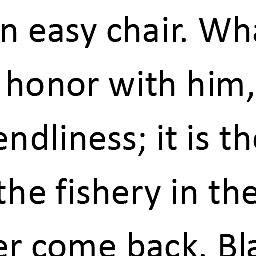 n easy chair. Wha
honor with him,
endliness; it is the
the fishery in the
er come back. Bla